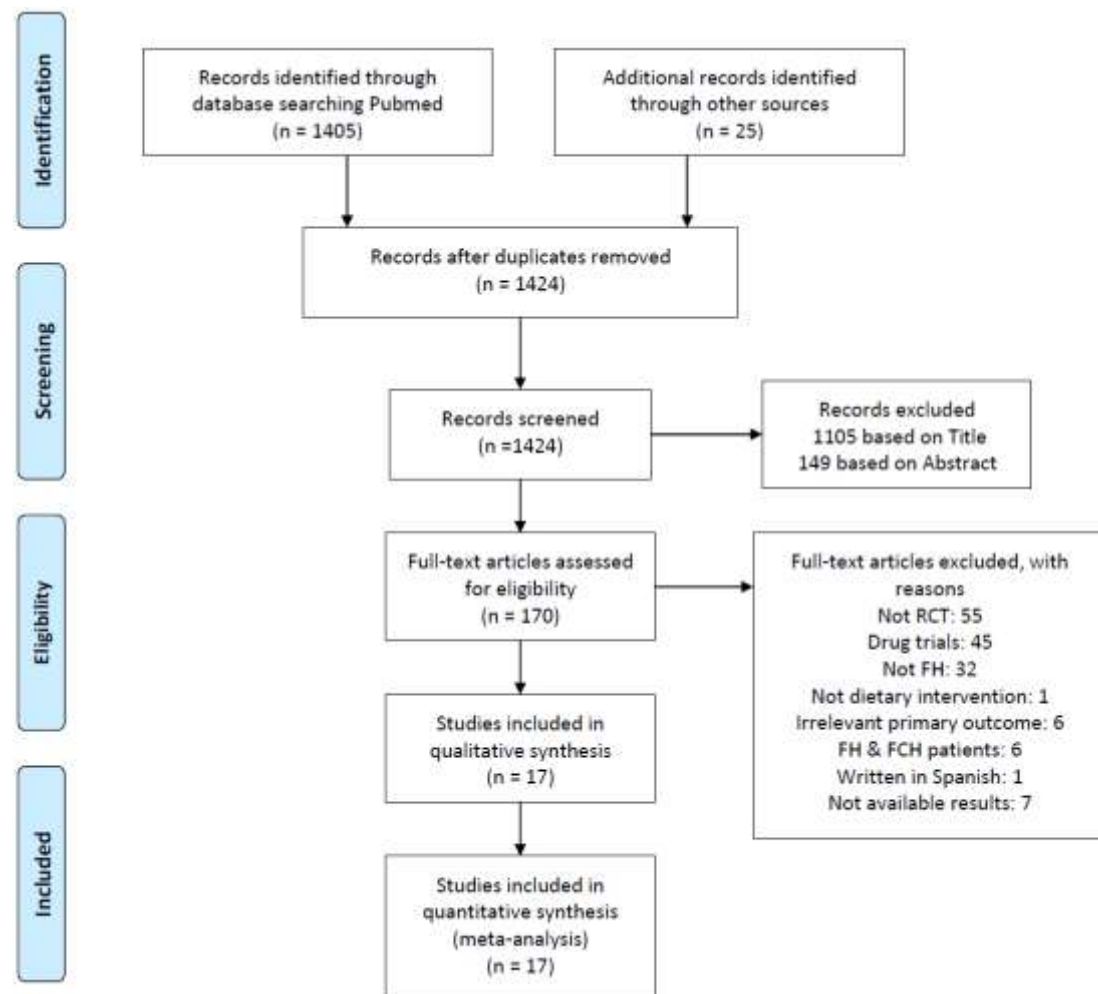 Identification
Records identified through
database searching Pubmed
(n = 1405)
Additional records identified
through other sources
(n = 25)
Records after duplicates removed
(n = 1424)
Screening
Records screened
(n =1424)
Records excluded
1105 based on Title
149 based on Abstract
Eligibility
Full-text articles assessed
for eligibility
(n = 170)
Full-text articles excluded, with
reasons
Not RCT: 55
Drug trials: 45
Not FH: 32
Not dietary intervention: 1
Irrelevant primary outcome: 6
FH & FCH patients: 6
Written in Spanish: 1
Not available results: 7
Studies included in
qualitative synthesis
(n = 17)
Included
Studies included in
quantitative synthesis
(meta-analysis)
(n = 17)